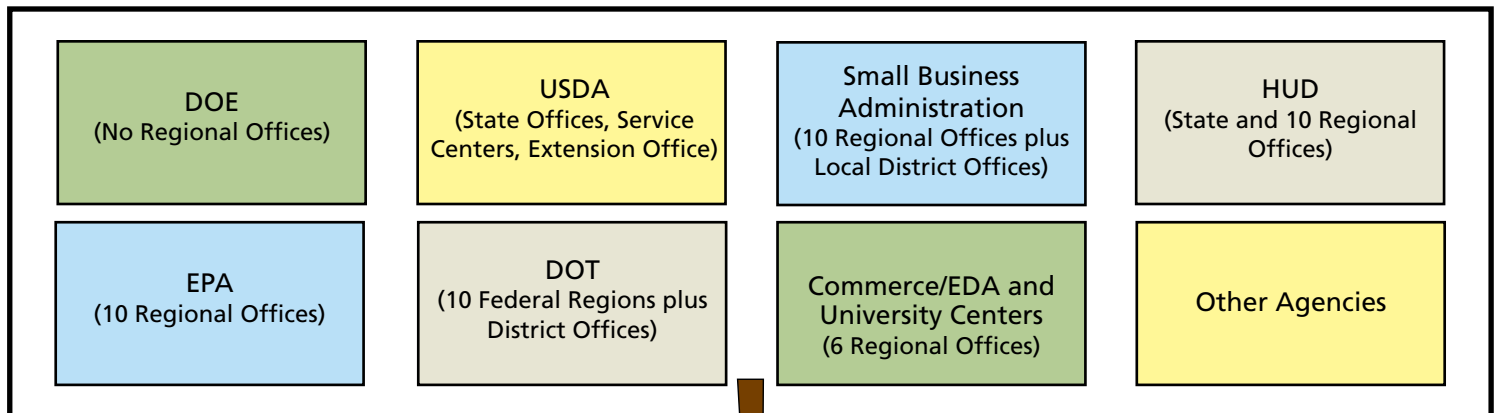 DOE
(No Regional Offices)
USDA
(State Offices, Service
Centers, Extension Office)
Small Business
Administration
(10 Regional Offices plus
Local District Offices)
HUD
(State and 10 Regional
Offices)
EPA
(10 Regional Offices)
DOT
(10 Federal Regions plus
District Offices)
Commerce/EDA and
University Centers
(6 Regional Offices)
Other Agencies